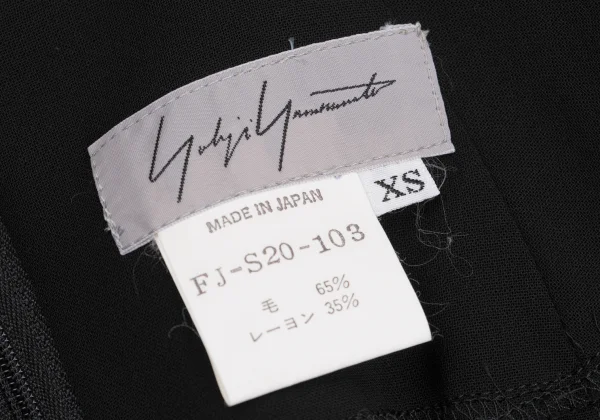 Yohji Yamamoto
XS
MADE IN JAPAN
FJ-S20-103
毛 65%
レーヨン 35%